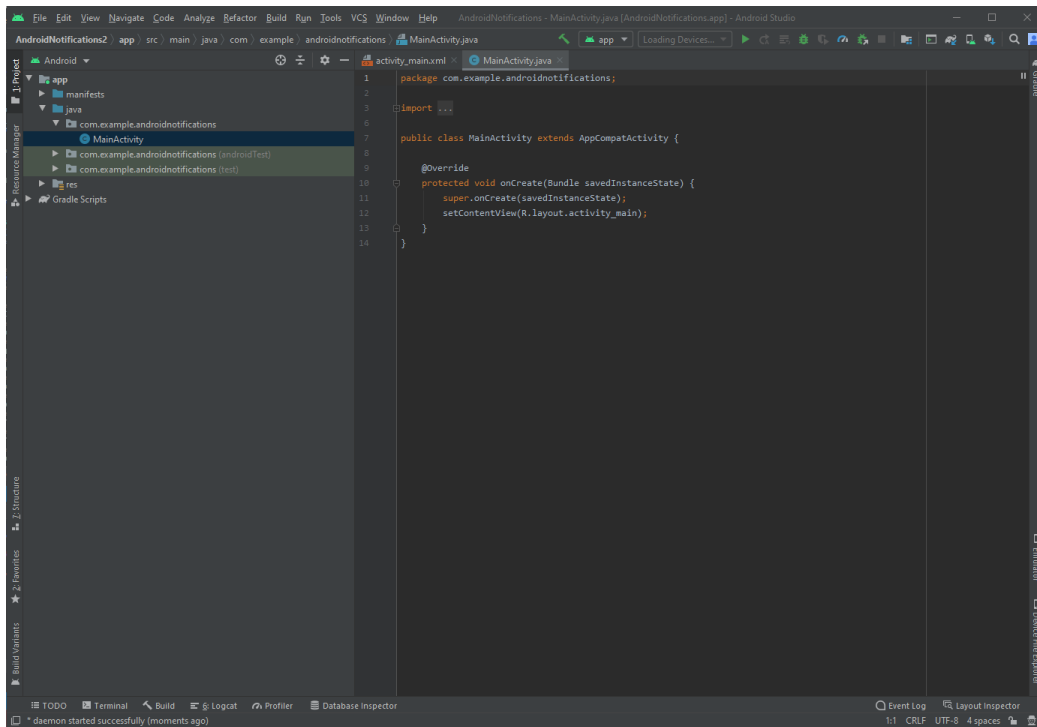 File Edit View Navigate Code Analyze Refactor Build Run Tools VCS Window Help AndroidNotifications - MainActivity.java [AndroidNotifications.app] - Android Studio
AndroidNotifications2 app src main java com example androidnotifications MainActivity.java app Loading Devices...
Android
activity_main.xml MainActivity.java
1: Project
Resource Manager
Z: Structure
2: Favorites
Build Variants
app
manifests
java
com.example.androidnotifications
MainActivity
com.example.androidnotifications (androidTest)
com.example.androidnotifications (test)
res
Gradle Scripts
1 package com.example.androidnotifications;
2
3 import ...
6
7 public class MainActivity extends AppCompatActivity {
8
9 @Override
10 protected void onCreate(Bundle savedInstanceState) {
11 super.onCreate(savedInstanceState);
12 setContentView(R.layout.activity_main);
13 }
14 }
Gradle
Emulator
Device File Explorer
TODO Terminal Build 6: Logcat Profiler Database Inspector Event Log Layout Inspector
* daemon started successfully (moments ago) 1:1 CRLF UTF-8 4 spaces